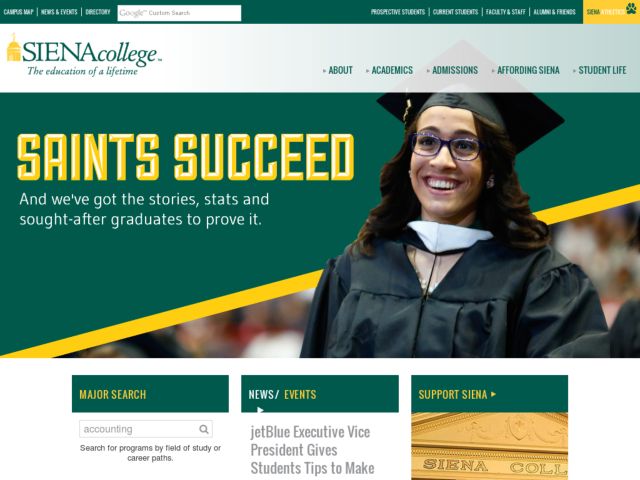 CAMPUS MAP | NEWS & EVENTS | DIRECTORY
Google™ Custom Search
PROSPECTIVE STUDENTS | CURRENT STUDENTS | FACULTY & STAFF | ALUMNI & FRIENDS
SIENA ATHLETICS
SIENAcollege™
The education of a lifetime
ABOUT
ACADEMICS
ADMISSIONS
AFFORDING SIENA
STUDENT LIFE
SAINTS SUCCEED
And we've got the stories, stats and
sought-after graduates to prove it.
MAJOR SEARCH
accounting
Search for programs by field of study or
career paths.
NEWS/ EVENTS
jetBlue Executive Vice
President Gives
Students Tips to Make
SUPPORT SIENA
SIENA COLL